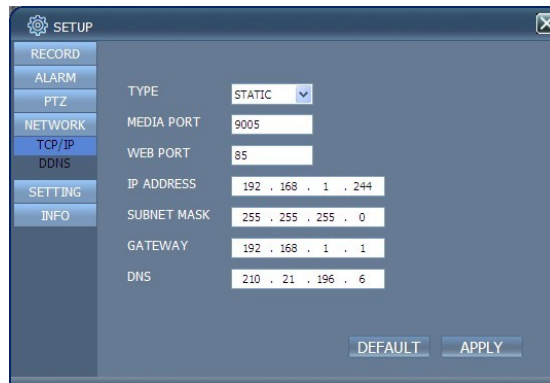 SETUP
RECORD
ALARM
PTZ
NETWORK
TCP/IP
DDNS
SETTING
INFO
TYPE STATIC
MEDIA PORT 9005
WEB PORT 85
IP ADDRESS 192 . 168 . 1 . 244
SUBNET MASK 255 . 255 . 255 . 0
GATEWAY 192 . 168 . 1 . 1
DNS 210 . 21 . 196 . 6
DEFAULT APPLY